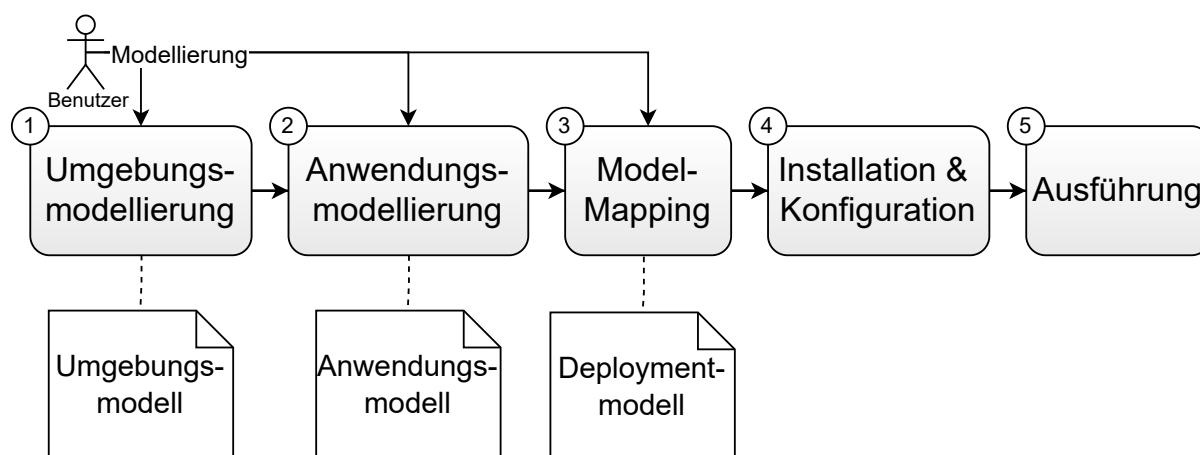 Modellierung
Benutzer
1
2
3
4
5
Umgebungs-
modellierung
Anwendungs-
modellierung
Model-
Mapping
Installation &
Konfiguration
Ausführung
Umgebungs-
modell
Anwendungs-
modell
Deployment-
modell